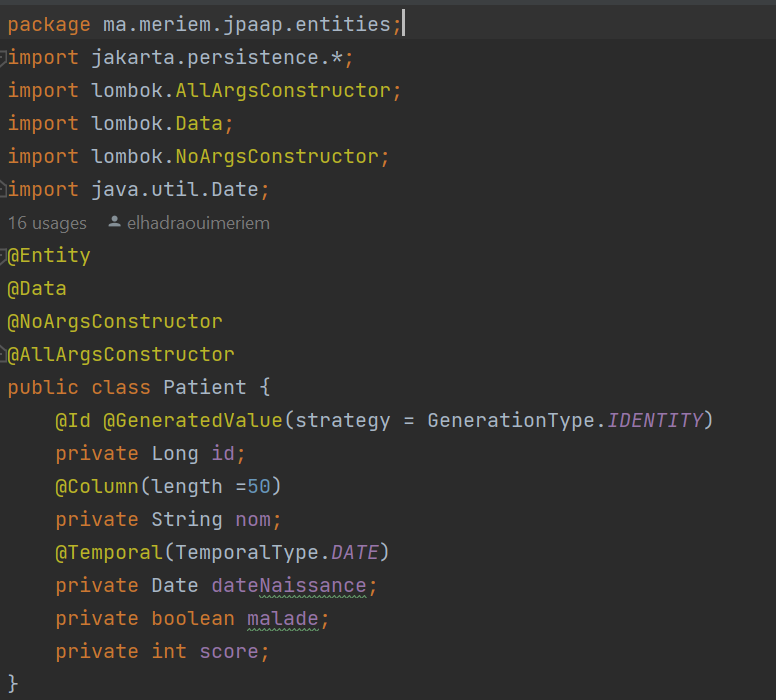 package ma.meriem.jpaap.entities;
import jakarta.persistence.*;
import lombok.AllArgsConstructor;
import lombok.Data;
import lombok.NoArgsConstructor;
import java.util.Date;
16 usages elhadraouimeriem
@Entity
@Data
@NoArgsConstructor
@AllArgsConstructor
public class Patient {
    @Id @GeneratedValue(strategy = GenerationType.IDENTITY)
    private Long id;
    @Column(length =50)
    private String nom;
    @Temporal(TemporalType.DATE)
    private Date dateNaissance;
    private boolean malade;
    private int score;
}